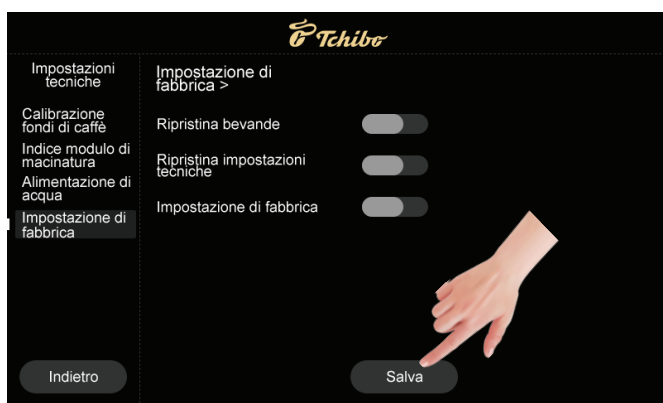 Tchibo
Impostazioni
tecniche
Calibrazione
fondi di caffè
Indice modulo di
macinatura
Alimentazione di
acqua
Impostazione di
fabbrica
Indietro
Impostazione di
fabbrica >
Ripristina bevande
Ripristina impostazioni
tecniche
Impostazione di fabbrica
Salva